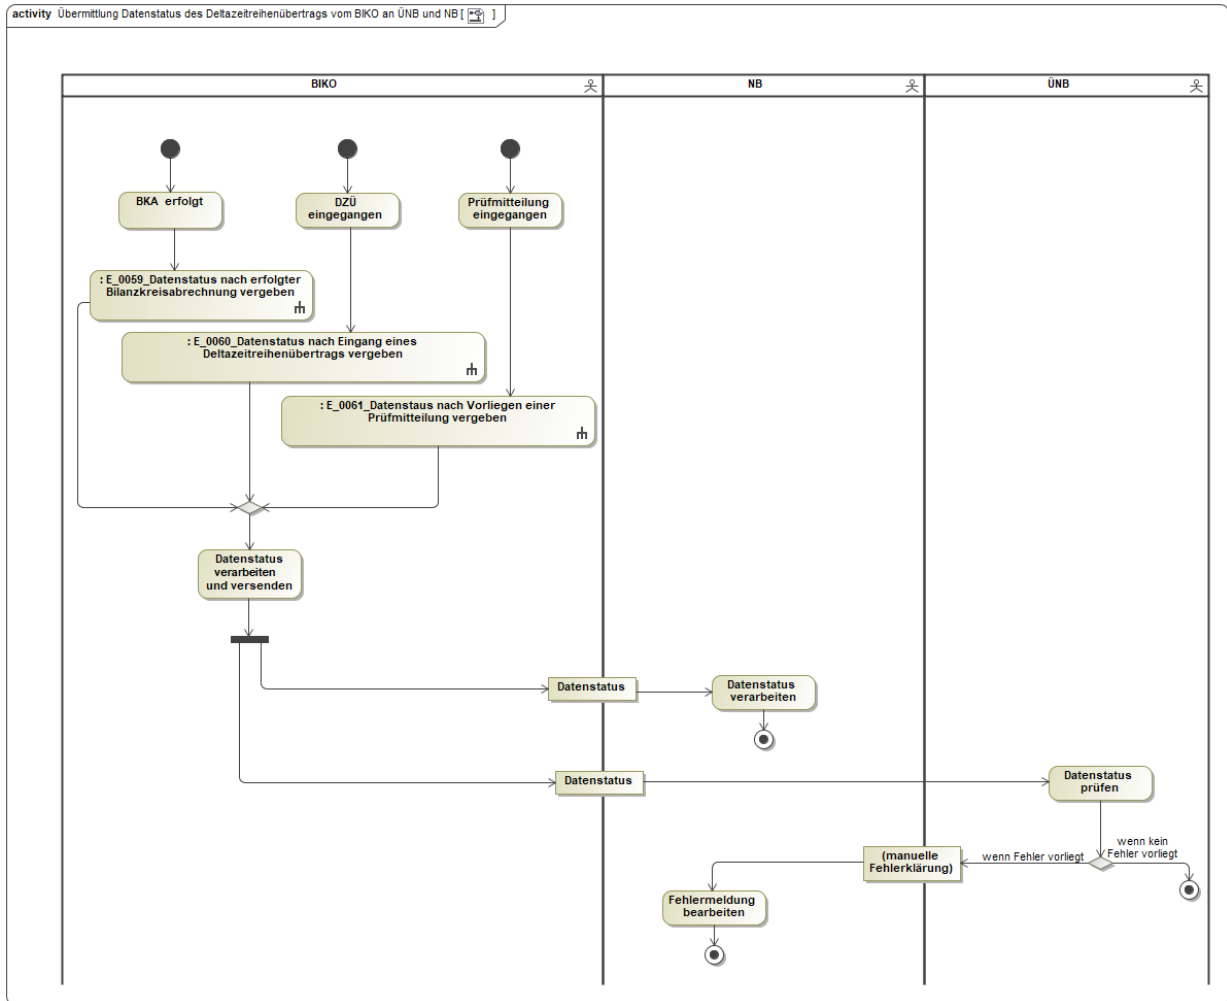 activity Übermittlung Datenstatus des Deltazeitreihenübertrags vom BIKO an ÜNB und NB [ ]
BIKO
NB
ÜNB
BKA erfolgt
DZÜ
eingegangen
Prüfmitteilung
eingegangen
: E_0059_Datenstatus nach erfolgter
Bilanzkreisabrechnung vergeben
: E_0060_Datenstatus nach Eingang eines
Deltazeitreihenübertrags vergeben
: E_0061_Datenstaus nach Vorliegen einer
Prüfmitteilung vergeben
Datenstatus
verarbeiten
und versenden
Datenstatus
Datenstatus
verarbeiten
Datenstatus
Datenstatus
prüfen
wenn kein
Fehler vorliegt
wenn Fehler vorliegt
(manuelle
Fehlerklärung)
Fehlermeldung
bearbeiten